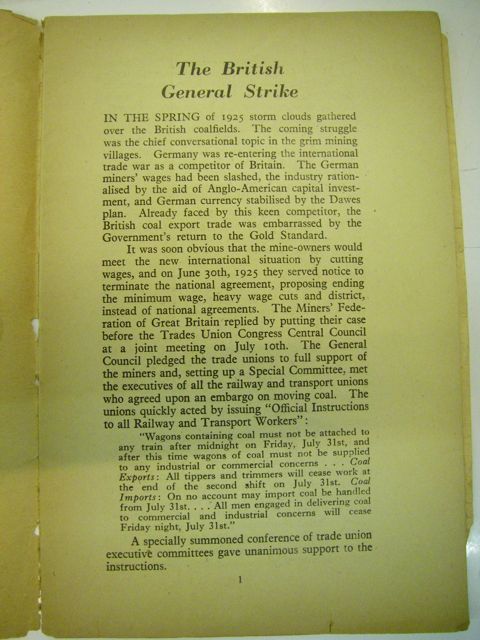 The British
General Strike
IN THE SPRING of 1925 storm clouds gathered
over the British coalfields. The coming struggle
was the chief conversational topic in the grim mining
villages. Germany was re-entering the international
trade war as a competitor of Britain. The German
miners' wages had been slashed, the industry ration-
alised by the aid of Anglo-American capital invest-
ment, and German currency stabilised by the Dawes
plan. Already faced by this keen competitor, the
British coal export trade was embarrassed by the
Government's return to the Gold Standard.
It was soon obvious that the mine-owners would
meet the new international situation by cutting
wages, and on June 30th, 1925 they served notice to
terminate the national agreement, proposing ending
the minimum wage, heavy wage cuts and district,
instead of national agreements. The Miners' Fede-
ration of Great Britain replied by putting their case
before the Trades Union Congress Central Council
at a joint meeting on July 10th. The General
Council pledged the trade unions to full support of
the miners and, setting up a Special Committee, met
the executives of all the railway and transport unions
who agreed upon an embargo on moving coal. The
unions quickly acted by issuing "Official Instructions
to all Railway and Transport Workers":
"Wagons containing coal must not be attached to
any train after midnight on Friday, July 31st, and
after this time wagons of coal must not be supplied
to any industrial or commercial concerns . . . Coal
Exports: All tippers and trimmers will cease work at
the end of the second shift on July 31st. Coal
Imports: On no account may import coal be handled
from July 31st. . . . All men engaged in delivering coal
to commercial and industrial concerns will cease
Friday night, July 31st."
A specially summoned conference of trade union
executive committees gave unanimous support to the
instructions.
1